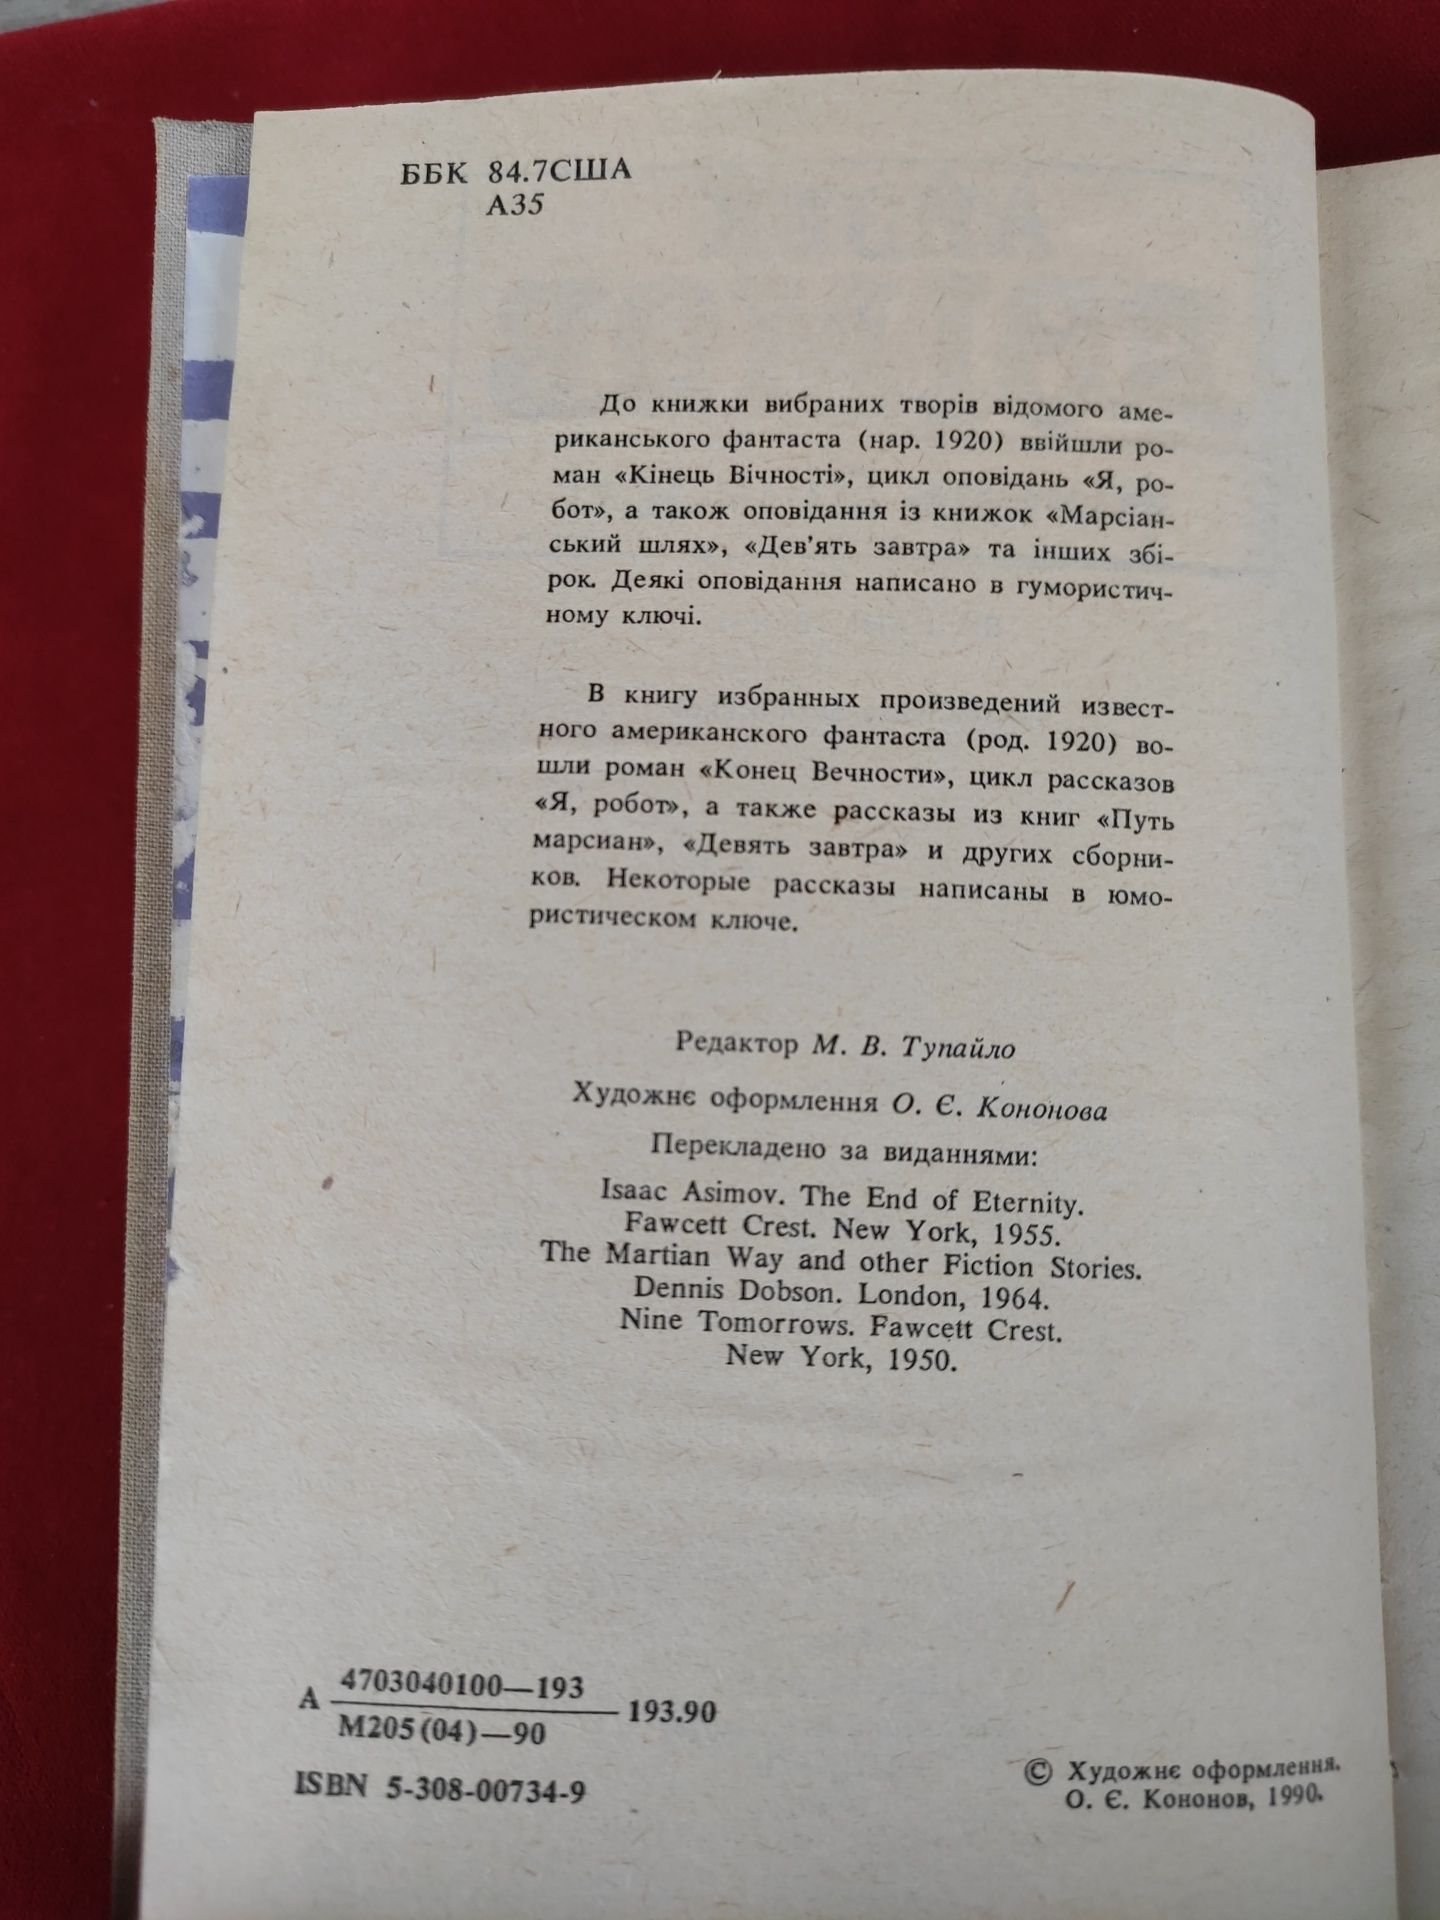 ББК 84.7США
А35
До книжки вибраних творів відомого аме-
риканського фантаста (нар. 1920) ввійшли ро-
ман «Кінець Вічності», цикл оповідань «Я, ро-
бот», а також оповідання із книжок «Марсіан-
ський шлях», «Дев’ять завтра» та інших збі-
рок. Деякі оповідання написано в гумористич-
ному ключі.
В книгу избранных произведений извест-
ного американского фантаста (род. 1920) во-
шли роман «Конец Вечности», цикл рассказов
«Я, робот», а также рассказы из книг «Путь
марсиан», «Девять завтра» и других сборни-
ков. Некоторые рассказы написаны в юмо-
ристическом ключе.
Редактор М. В. Тупайло
Художнє оформлення О. Є. Кононова
Перекладено за виданнями:
Isaac Asimov. The End of Eternity.
Fawcett Crest. New York, 1955.
The Martian Way and other Fiction Stories.
Dennis Dobson. London, 1964.
Nine Tomorrows. Fawcett Crest.
New York, 1950.
4703040100—193
А 193.90
М205(04)—90
ISBN 5-308-00734-9
© Художнє оформлення.
О. Є. Кононов, 1990.